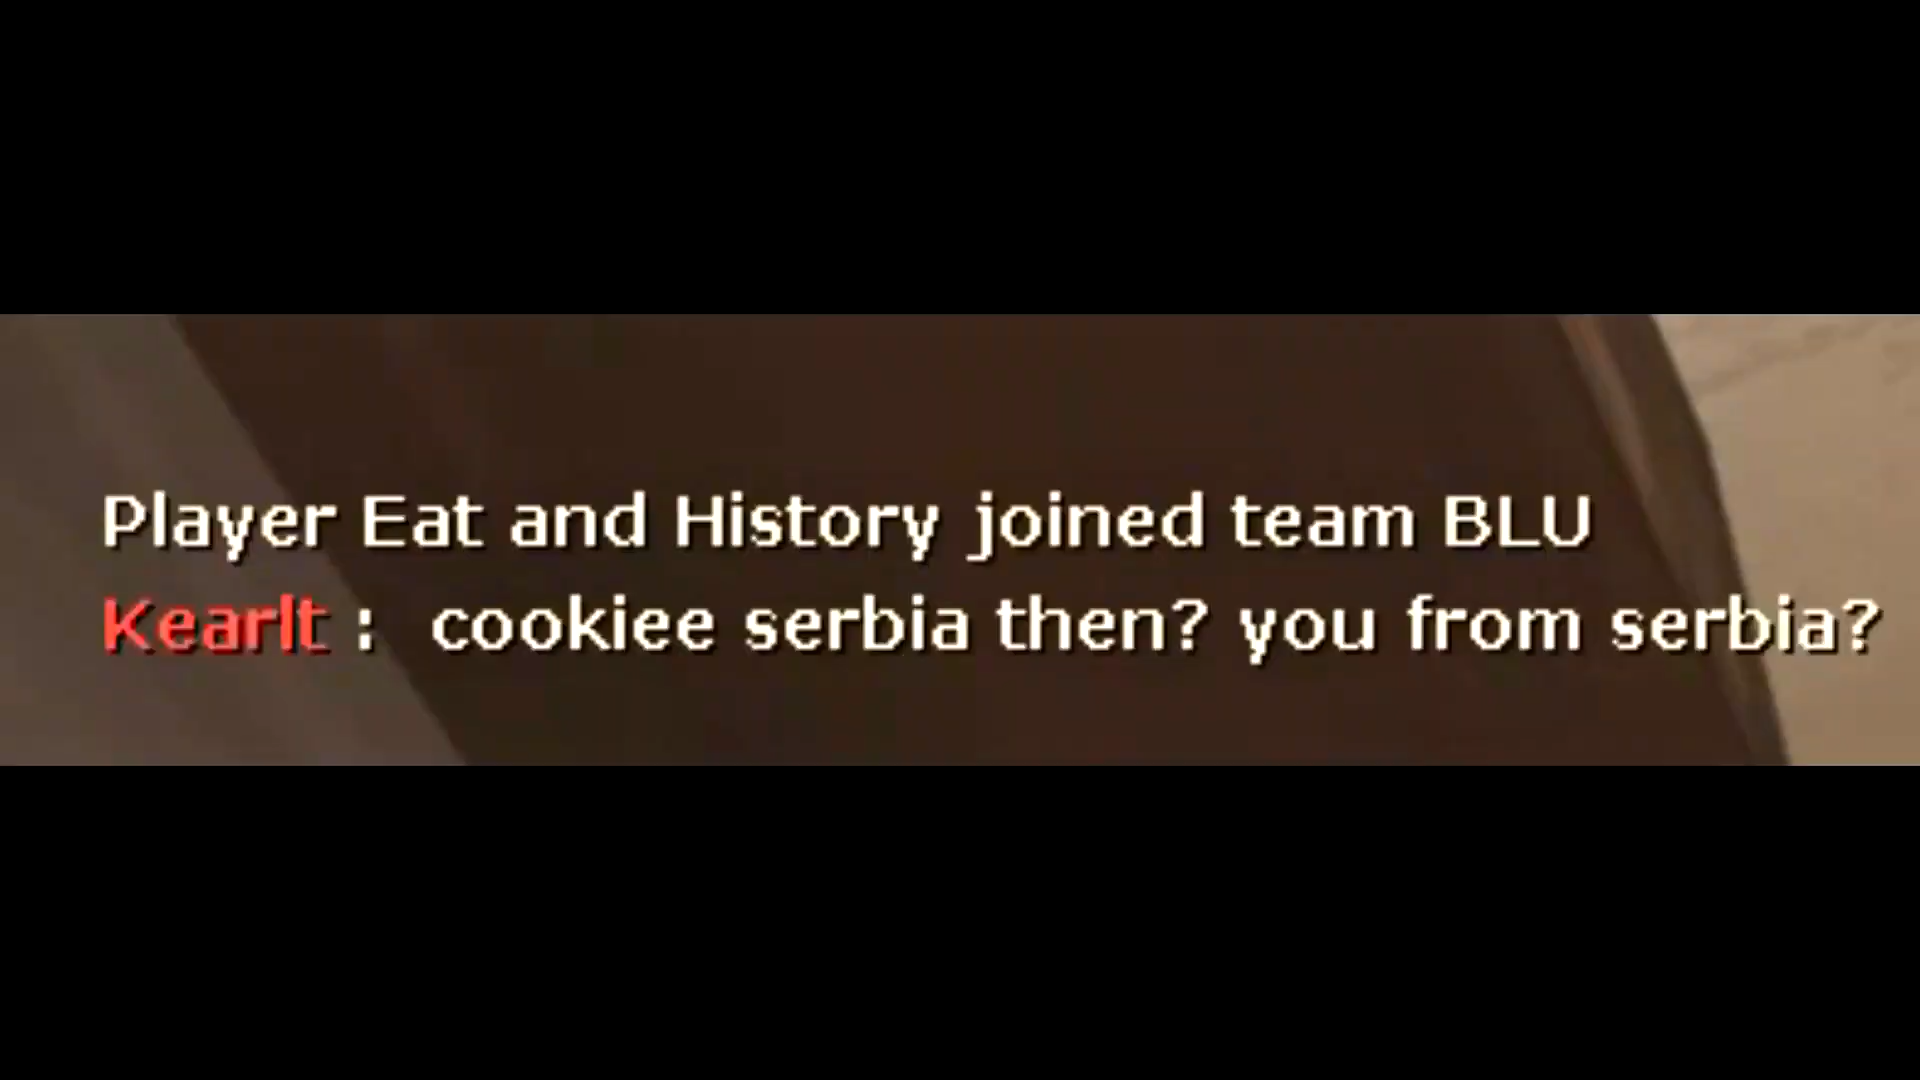 Player Eat and History joined team BLU
Kearlt :  cookiee serbia then? you from serbia?